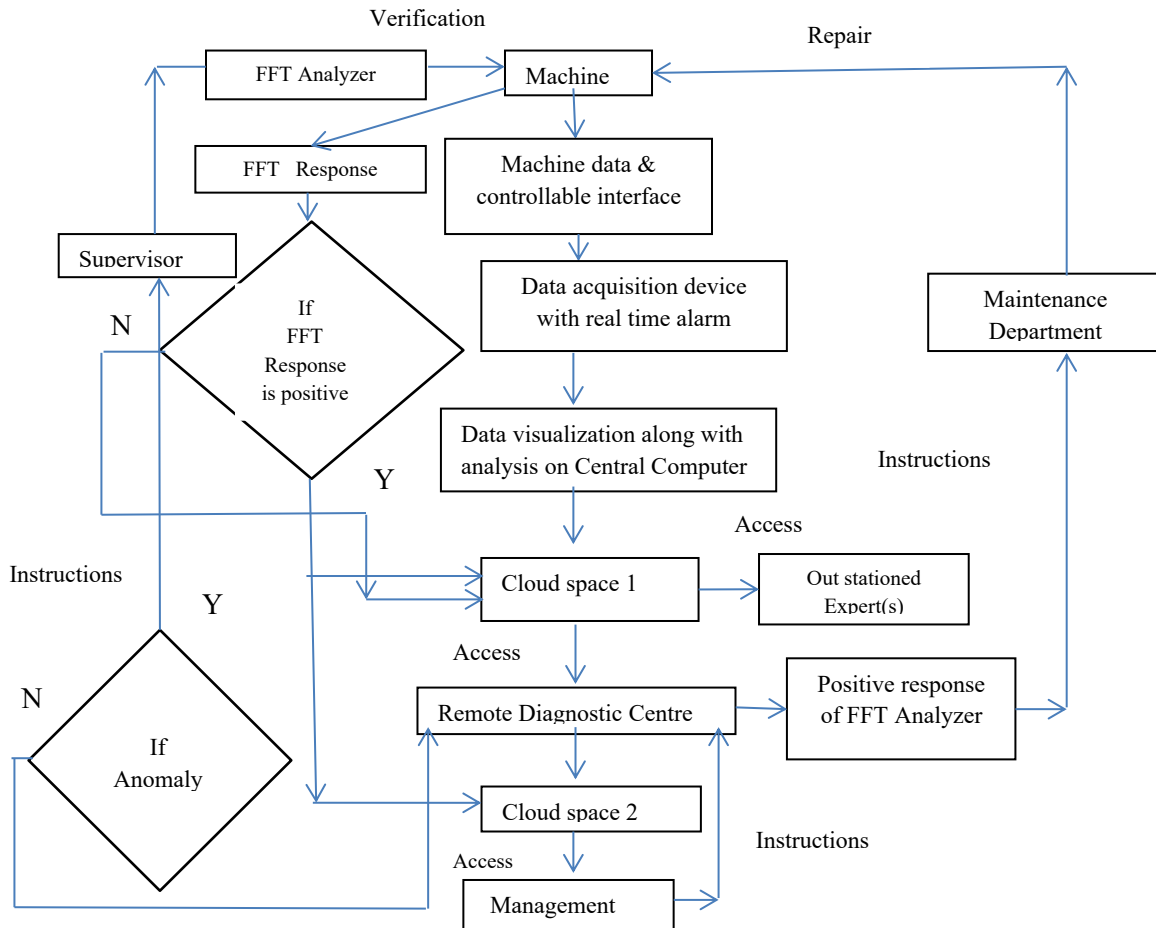 Verification
Repair
FFT Analyzer
Machine
FFT Response
Machine data &
controllable interface
Supervisor
N
If
FFT
Response
is positive
Data acquisition device
with real time alarm
Maintenance
Department
Y
Data visualization along with
analysis on Central Computer
Instructions
Access
Instructions
Cloud space 1
Out stationed
Expert(s)
Y
Access
N
Remote Diagnostic Centre
Positive response
of FFT Analyzer
If
Anomaly
Cloud space 2
Instructions
Access
Management